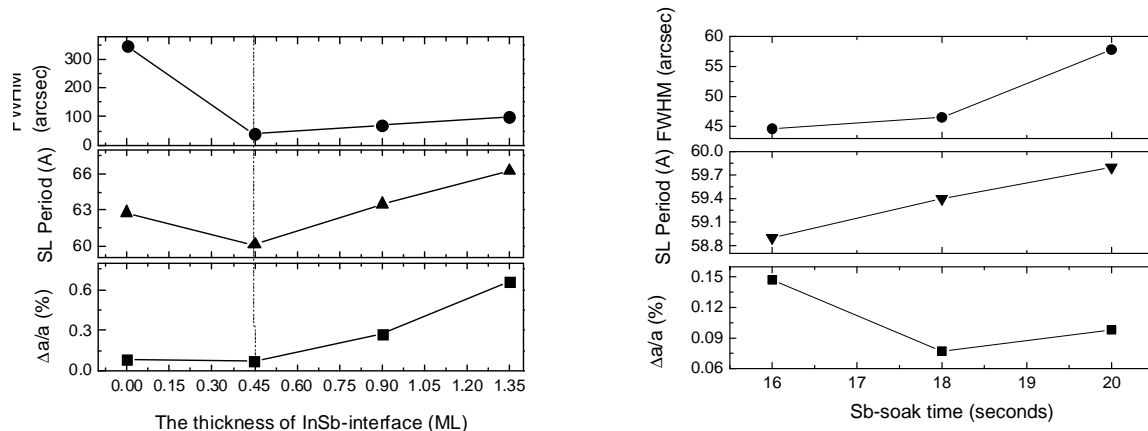 FWHM
(arcsec)
300
200
100
0
SL Period (A)
66
63
60
Δa/a (%)
0.6
0.3
0.0
0.00 0.15 0.30 0.45 0.60 0.75 0.90 1.05 1.20 1.35
The thickness of InSb-interface (ML)
FWHM (arcsec)
60
55
50
45
SL Period (A)
60.0
59.7
59.4
59.1
58.8
Δa/a (%)
0.15
0.12
0.09
0.06
16 17 18 19 20
Sb-soak time (seconds)